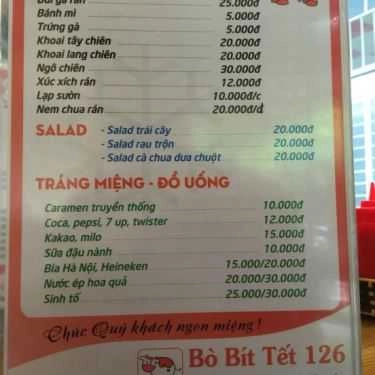 Đùi gà rán 25.000đ
Bánh mì 5.000đ
Trứng gà 5.000đ
Khoai tây chiên 20.000đ
Khoai lang chiên 20.000đ
Ngô chiên 30.000đ
Xúc xích rán 12.000đ
Lạp sườn 10.000đ/c
Nem chua rán 20.000đ/đ
SALAD - Salad trái cây 20.000đ
- Salad rau trộn 20.000đ
- Salad cà chua dưa chuột 20.000đ
TRÁNG MIỆNG - ĐỒ UỐNG
Caramen truyền thống 10.000đ
Coca, pepsi, 7 up, twister 12.000đ
Kakao, milo 15.000đ
Sữa đậu nành 10.000đ
Bia Hà Nội, Heineken 15.000/20.000đ
Nước ép hoa quả 20.000/30.000đ
Sinh tố 25.000/30.000đ
Chúc Quý khách ngon miệng !
Bò Bít Tết 126